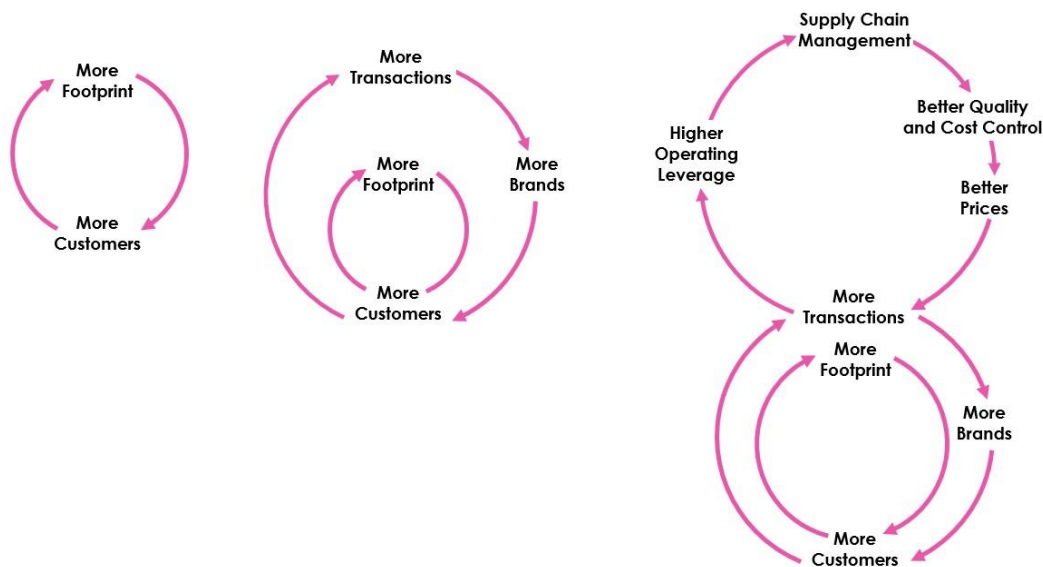 More
Footprint
More
Customers
More
Transactions
More
Footprint
More
Brands
More
Customers
Supply Chain
Management
Better Quality
and Cost Control
Higher
Operating
Leverage
Better
Prices
More
Transactions
More
Footprint
More
Brands
More
Customers